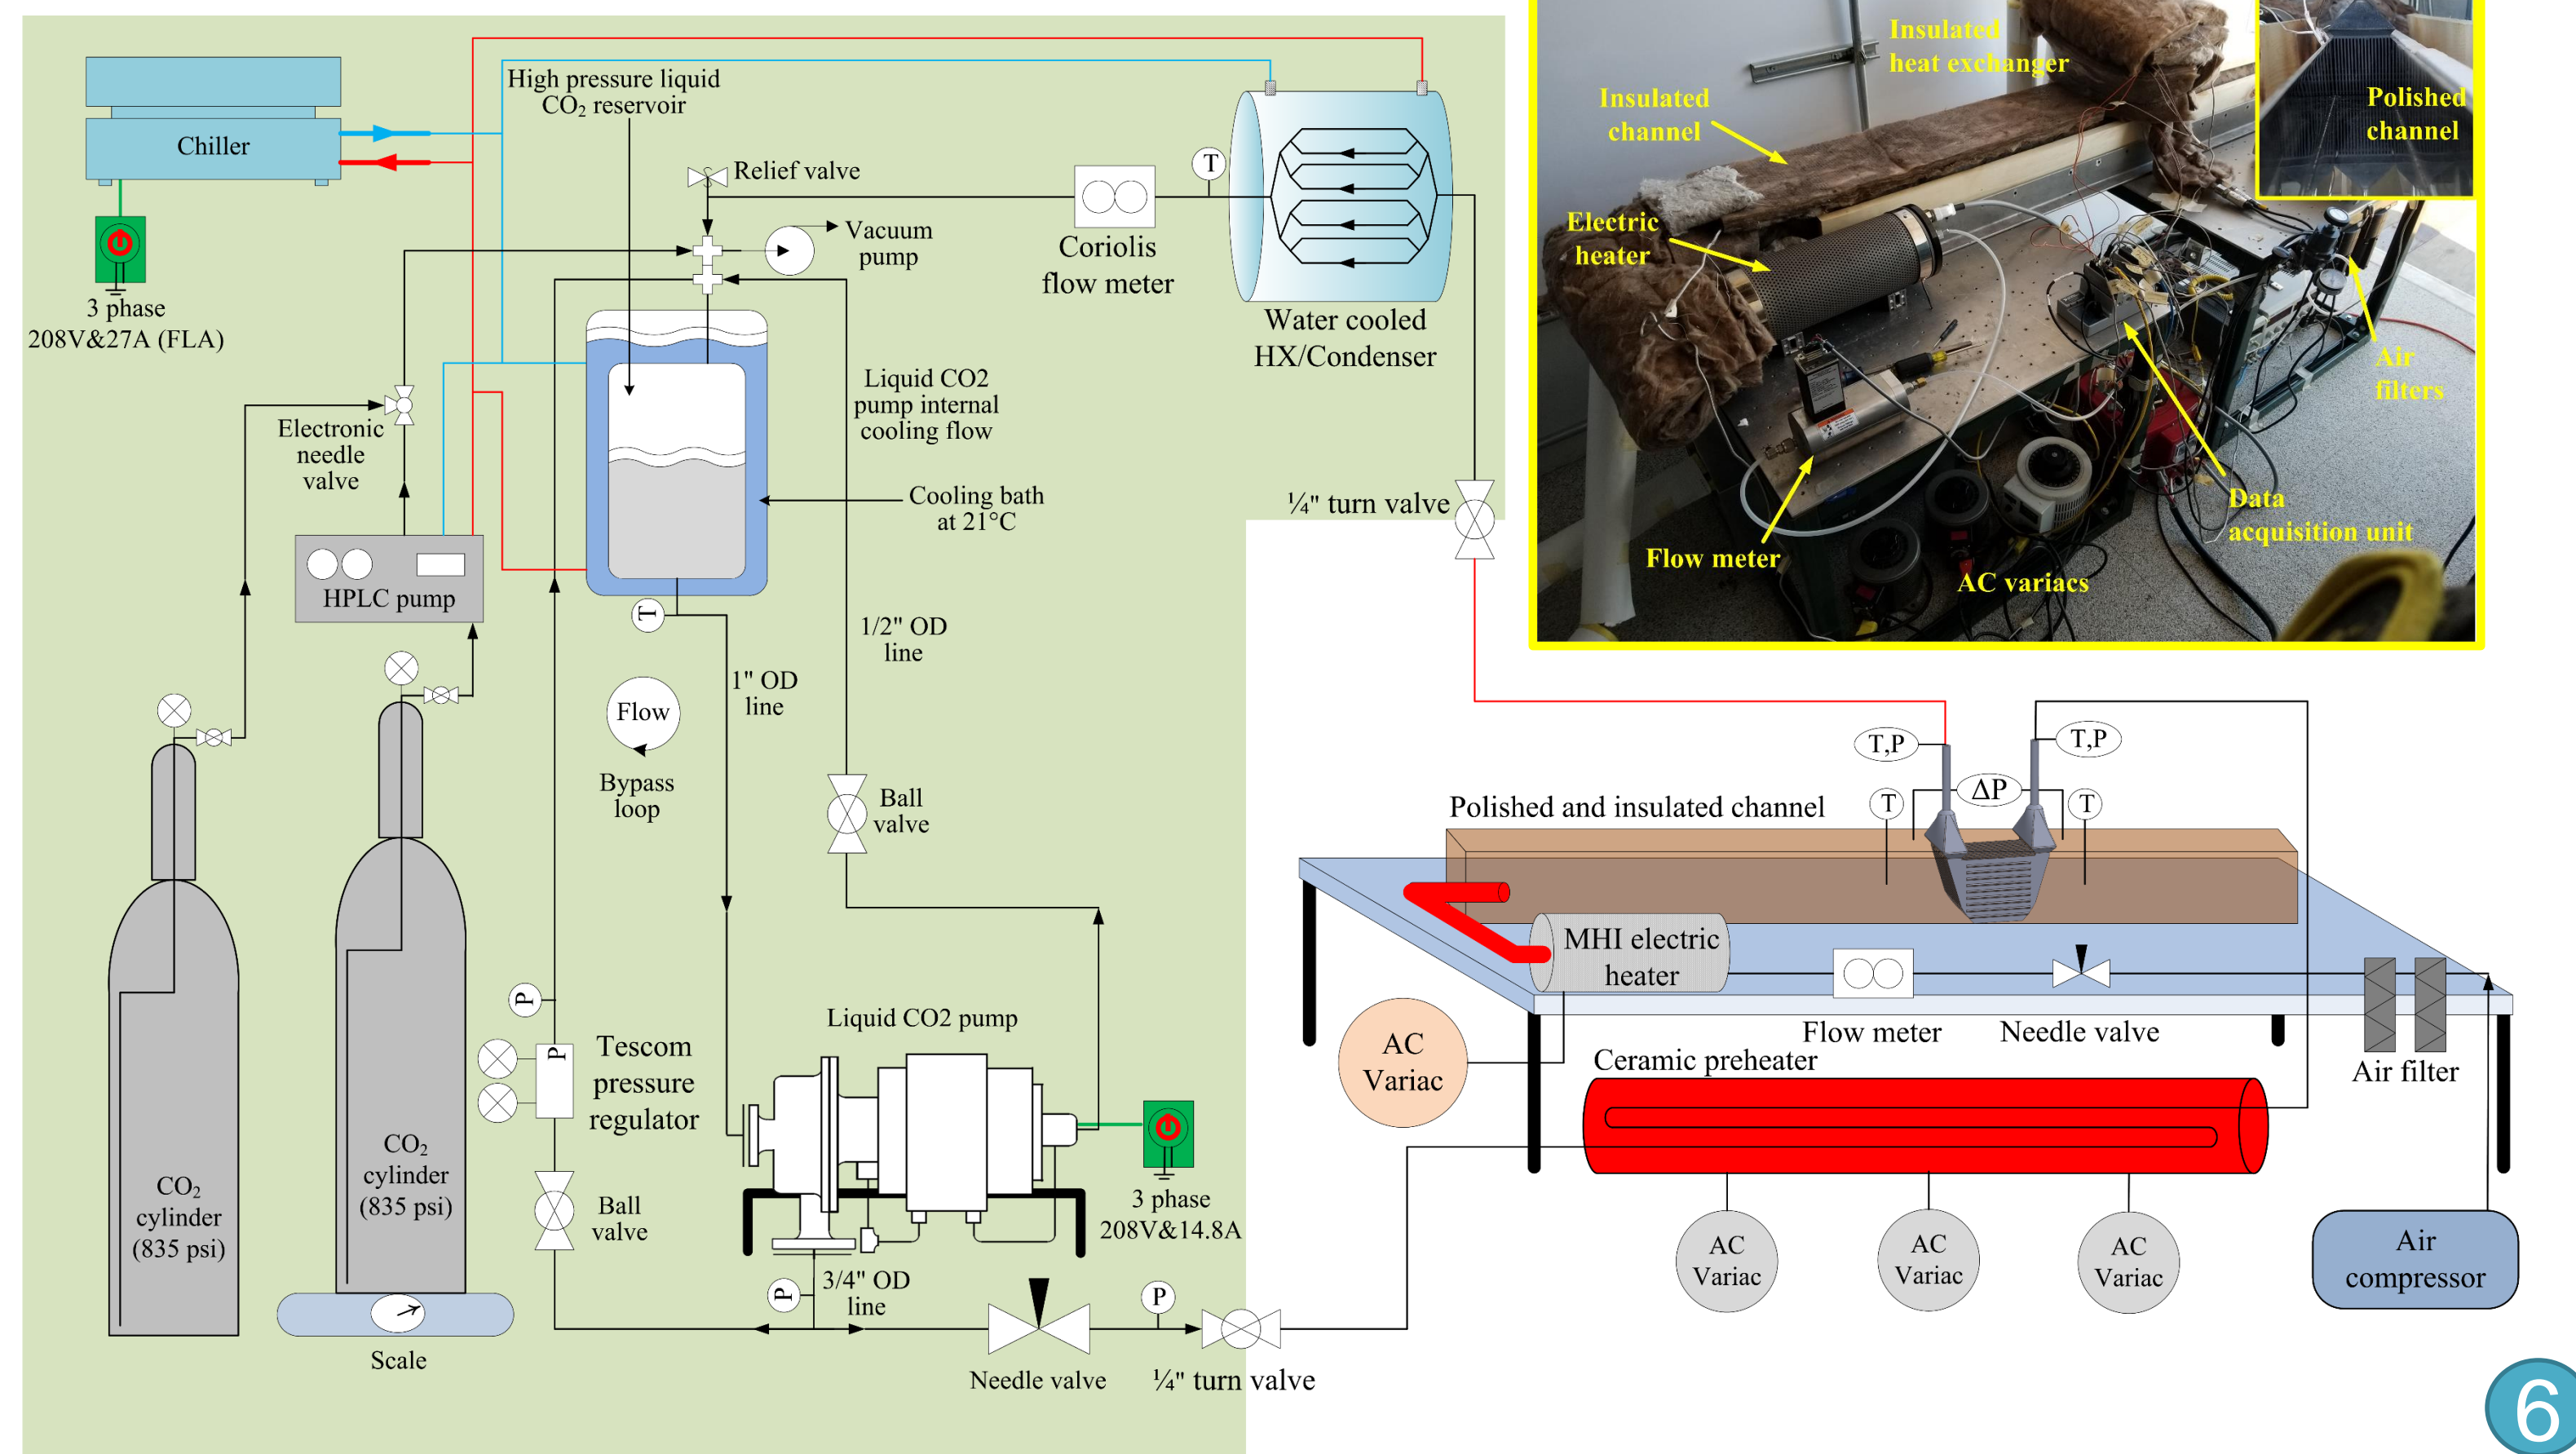 Chiller
3 phase
208V&27A (FLA)
High pressure liquid
CO₂ reservoir
Relief valve
Vacuum
pump
T
Coriolis
flow meter
Water cooled
HX/Condenser
Electronic
needle
valve
Liquid CO2
pump internal
cooling flow
Cooling bath
at 21°C
¼" turn valve
HPLC pump
T
1/2" OD
line
1" OD
line
Flow
Bypass
loop
Ball
valve
P
P
Tescom
pressure
regulator
Liquid CO2 pump
CO₂
cylinder
(835 psi)
CO₂
cylinder
(835 psi)
Scale
Ball
valve
3 phase
208V&14.8A
P
3/4" OD
line
P
Needle valve
¼" turn valve
Insulated
heat exchanger
Insulated
channel
Polished
channel
Electric
heater
Air
filters
Data
acquisition unit
Flow meter
AC variacs
T,P
T,P
ΔP
T
T
Polished and insulated channel
MHI electric
heater
AC
Variac
Flow meter
Needle valve
Air filter
Ceramic preheater
AC
Variac
AC
Variac
AC
Variac
Air
compressor
6